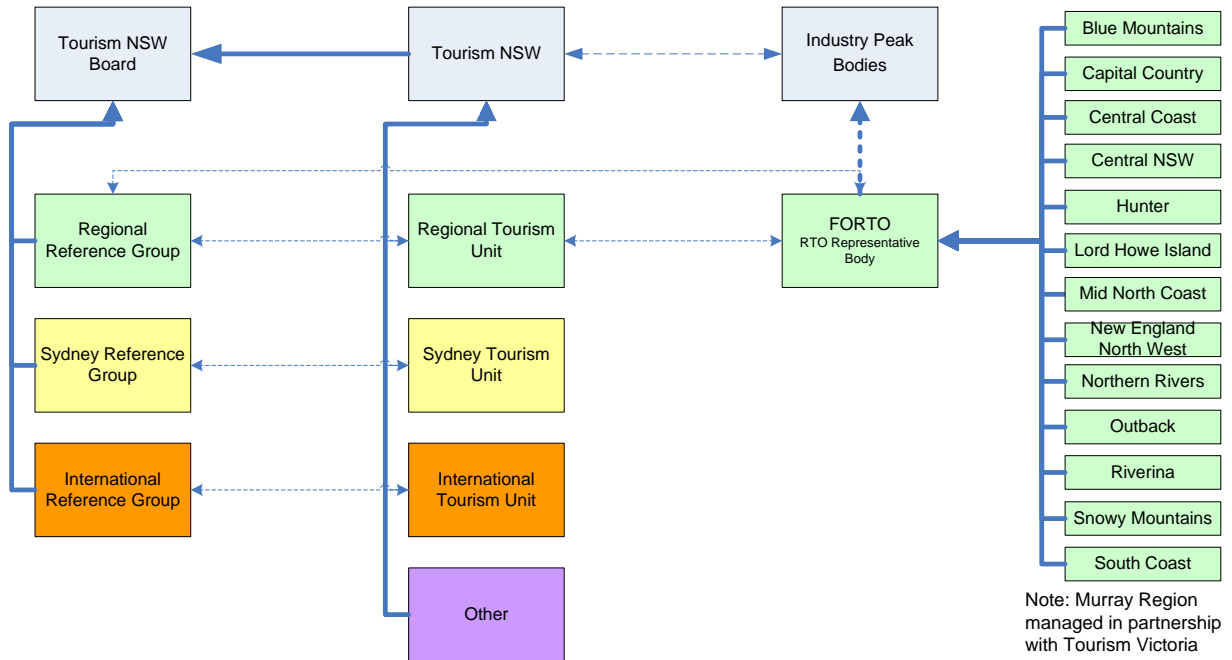 Tourism NSW
Board
Tourism NSW
Industry Peak
Bodies
Regional
Reference Group
Regional Tourism
Unit
FORTO
RTO Representative
Body
Sydney Reference
Group
Sydney Tourism
Unit
International
Reference Group
International
Tourism Unit
Other
Blue Mountains
Capital Country
Central Coast
Central NSW
Hunter
Lord Howe Island
Mid North Coast
New England
North West
Northern Rivers
Outback
Riverina
Snowy Mountains
South Coast
Note: Murray Region
managed in partnership
with Tourism Victoria